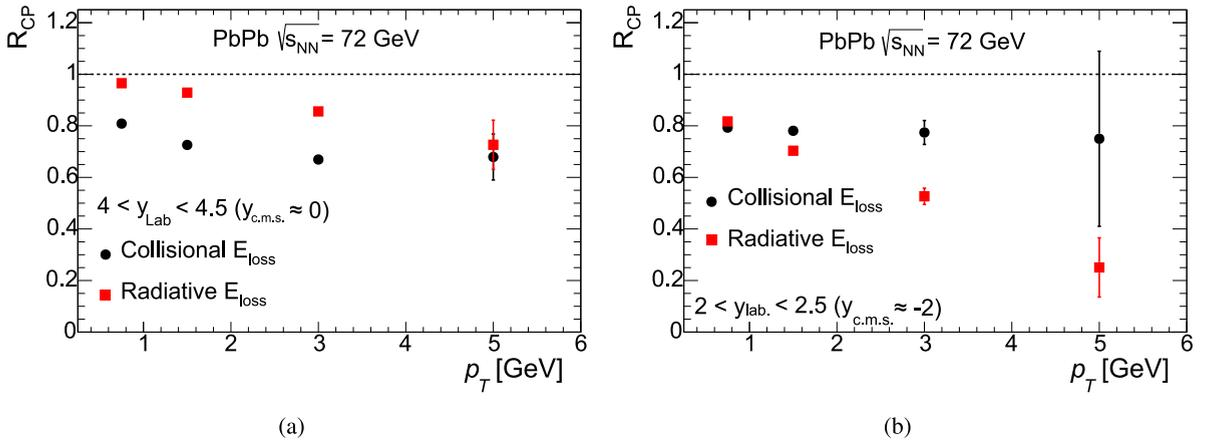 R_CP
1.2
1
0.8
0.6
0.4
0.2
0
PbPb √s_NN = 72 GeV
4 < y_Lab < 4.5 (y_c.m.s. ≈ 0)
Collisional E_loss
Radiative E_loss
1 2 3 4 5 6
p_T [GeV]
(a)
R_CP
1.2
1
0.8
0.6
0.4
0.2
0
PbPb √s_NN = 72 GeV
Collisional E_loss
Radiative E_loss
2 < y_lab. < 2.5 (y_c.m.s. ≈ -2)
1 2 3 4 5 6
p_T [GeV]
(b)